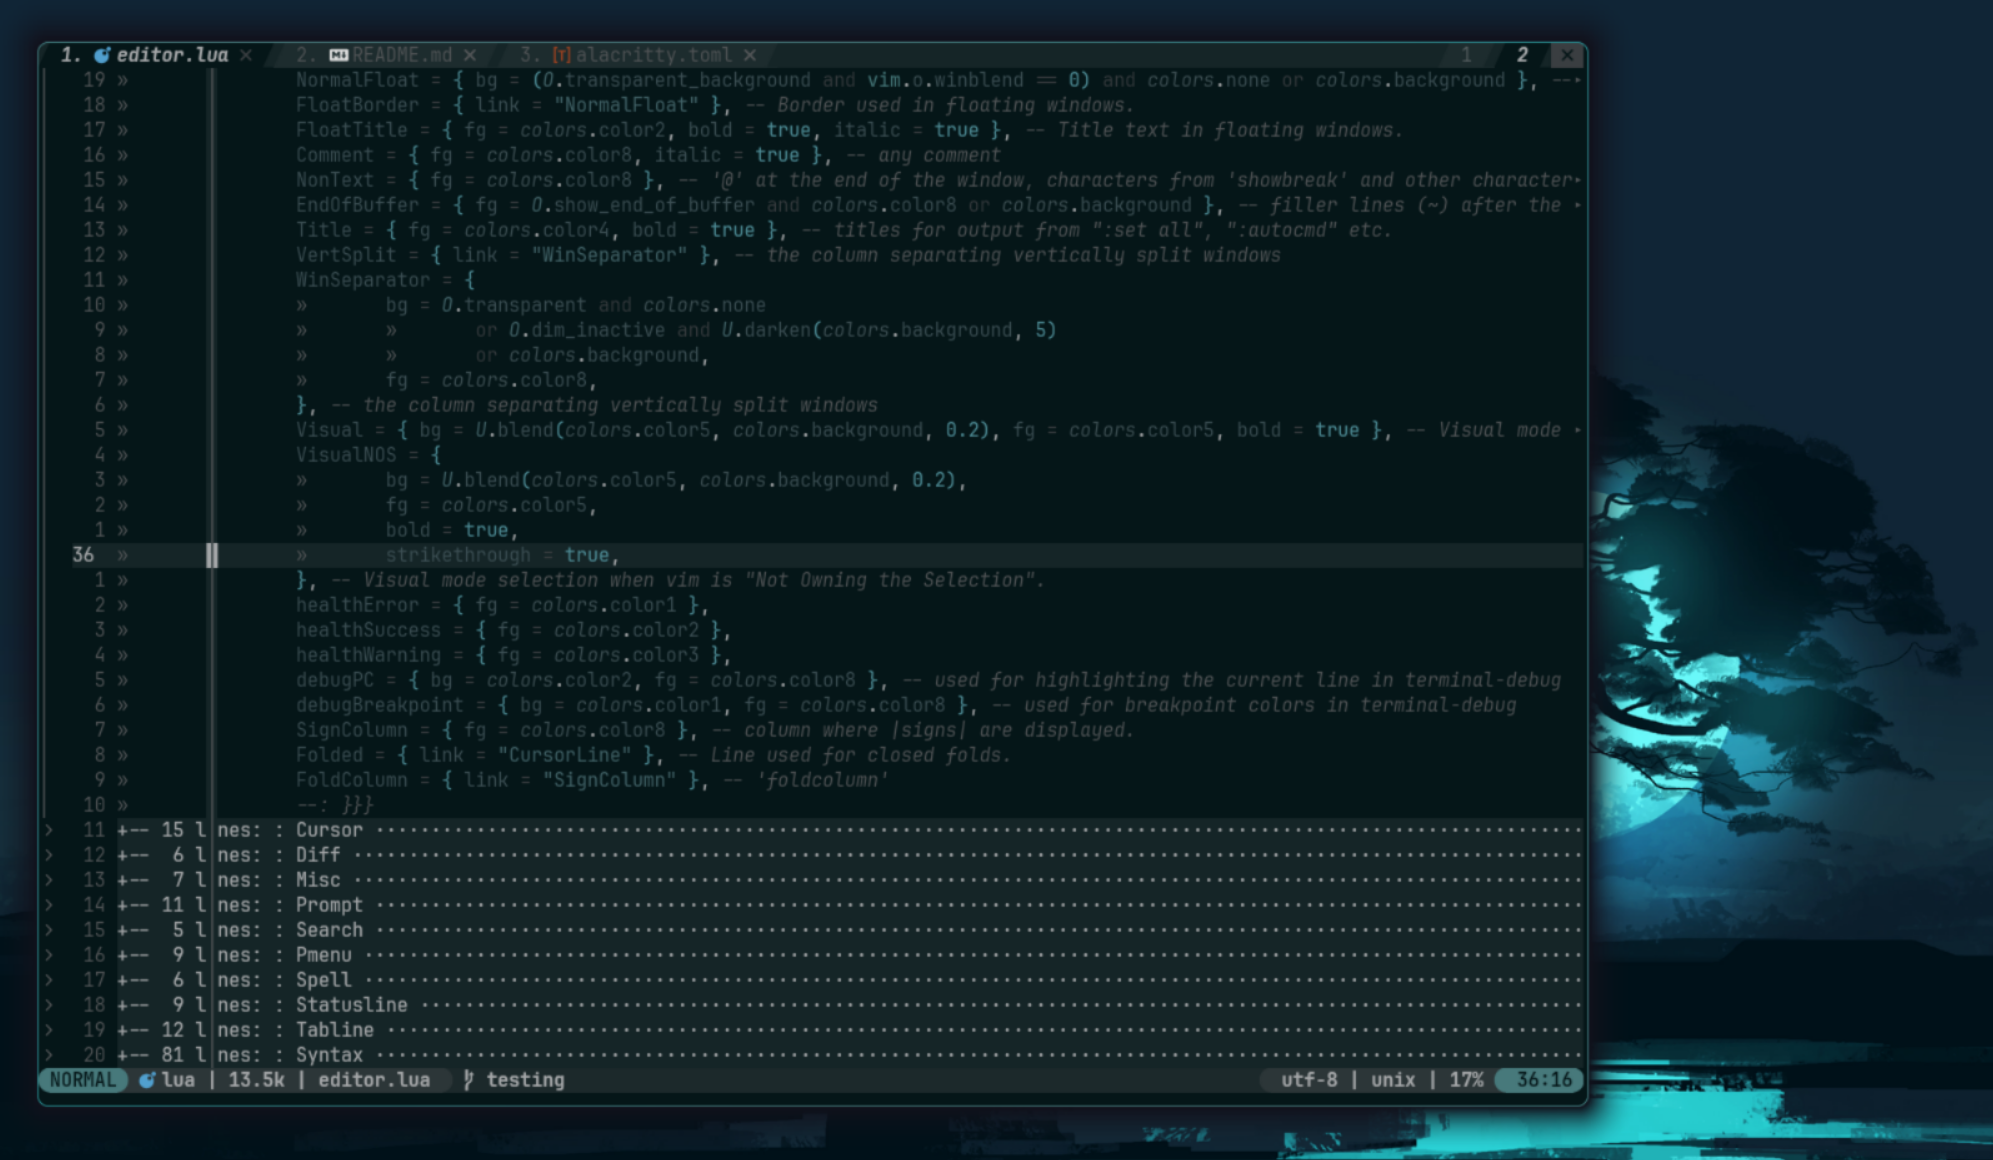 1. editor.lua × 2. README.md × 3. [T] alacritty.toml × 1 2 ×
19 » NormalFloat = { bg = (O.transparent_background and vim.o.winblend == 0) and colors.none or colors.background }, --▸
18 » FloatBorder = { link = "NormalFloat" }, -- Border used in floating windows.
17 » FloatTitle = { fg = colors.color2, bold = true, italic = true }, -- Title text in floating windows.
16 » Comment = { fg = colors.color8, italic = true }, -- any comment
15 » NonText = { fg = colors.color8 }, -- '@' at the end of the window, characters from 'showbreak' and other character▸
14 » EndOfBuffer = { fg = O.show_end_of_buffer and colors.color8 or colors.background }, -- filler lines (~) after the ▸
13 » Title = { fg = colors.color4, bold = true }, -- titles for output from ":set all", ":autocmd" etc.
12 » VertSplit = { link = "WinSeparator" }, -- the column separating vertically split windows
11 » WinSeparator = {
10 » » bg = O.transparent and colors.none
9 » » » or O.dim_inactive and U.darken(colors.background, 5)
8 » » » or colors.background,
7 » » fg = colors.color8,
6 » }, -- the column separating vertically split windows
5 » Visual = { bg = U.blend(colors.color5, colors.background, 0.2), fg = colors.color5, bold = true }, -- Visual mode ▸
4 » VisualNOS = {
3 » » bg = U.blend(colors.color5, colors.background, 0.2),
2 » » fg = colors.color5,
1 » » bold = true,
36 » » strikethrough = true,
1 » }, -- Visual mode selection when vim is "Not Owning the Selection".
2 » healthError = { fg = colors.color1 },
3 » healthSuccess = { fg = colors.color2 },
4 » healthWarning = { fg = colors.color3 },
5 » debugPC = { bg = colors.color2, fg = colors.color8 }, -- used for highlighting the current line in terminal-debug
6 » debugBreakpoint = { bg = colors.color1, fg = colors.color8 }, -- used for breakpoint colors in terminal-debug
7 » SignColumn = { fg = colors.color8 }, -- column where |signs| are displayed.
8 » Folded = { link = "CursorLine" }, -- Line used for closed folds.
9 » FoldColumn = { link = "SignColumn" }, -- 'foldcolumn'
10 » --: }}}
> 11 +-- 15 l nes: : Cursor
> 12 +-- 6 l nes: : Diff
> 13 +-- 7 l nes: : Misc
> 14 +-- 11 l nes: : Prompt
> 15 +-- 5 l nes: : Search
> 16 +-- 9 l nes: : Pmenu
> 17 +-- 6 l nes: : Spell
> 18 +-- 9 l nes: : Statusline
> 19 +-- 12 l nes: : Tabline
> 20 +-- 81 l nes: : Syntax
NORMAL lua | 13.5k | editor.lua testing utf-8 | unix | 17% 36:16